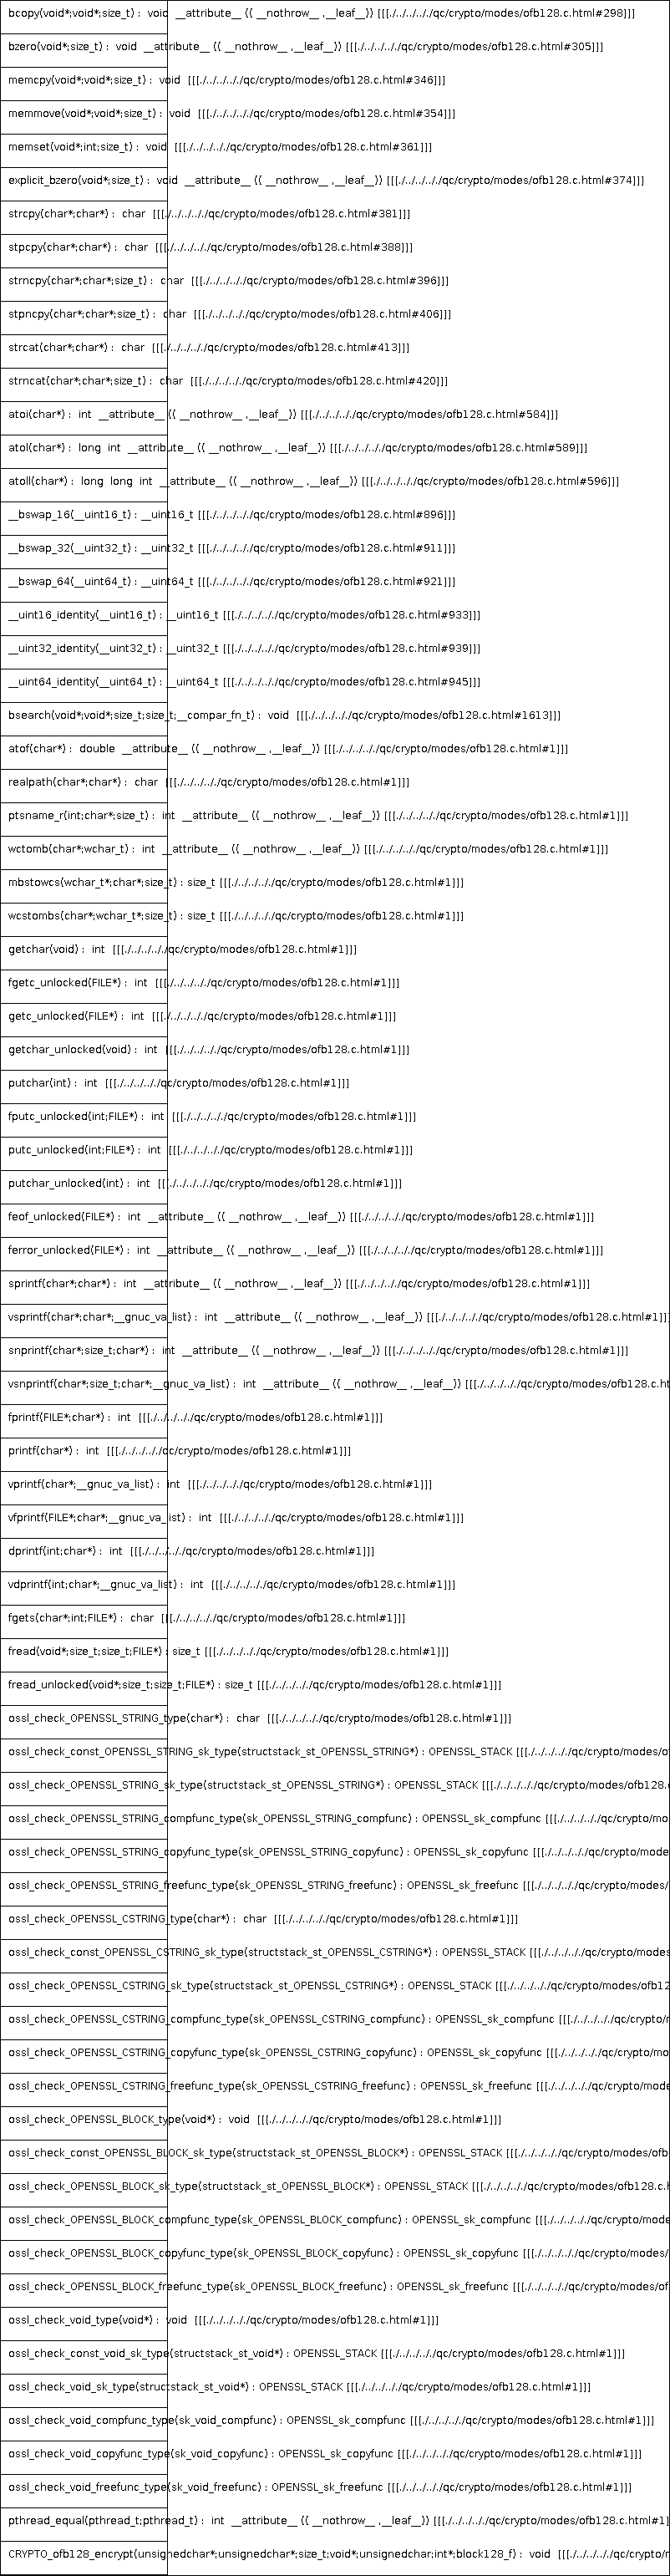 bcopy(void*;void*;size_t) :  void  __attribute__ (( __nothrow__ ,__leaf__)) [[[./../../../qc/crypto/modes/ofb128.c.html#298]]]
bzero(void*;size_t) :  void  __attribute__ (( __nothrow__ ,__leaf__)) [[[./../../../qc/crypto/modes/ofb128.c.html#305]]]
memcpy(void*;void*;size_t) :  void  [[[./../../../qc/crypto/modes/ofb128.c.html#346]]]
memmove(void*;void*;size_t) :  void  [[[./../../../qc/crypto/modes/ofb128.c.html#354]]]
memset(void*;int;size_t) :  void  [[[./../../../qc/crypto/modes/ofb128.c.html#361]]]
explicit_bzero(void*;size_t) :  void  __attribute__ (( __nothrow__ ,__leaf__)) [[[./../../../qc/crypto/modes/ofb128.c.html#374]]]
strcpy(char*;char*) :  char  [[[./../../../qc/crypto/modes/ofb128.c.html#381]]]
stpcpy(char*;char*) :  char  [[[./../../../qc/crypto/modes/ofb128.c.html#388]]]
strncpy(char*;char*;size_t) :  char  [[[./../../../qc/crypto/modes/ofb128.c.html#396]]]
stpncpy(char*;char*;size_t) :  char  [[[./../../../qc/crypto/modes/ofb128.c.html#406]]]
strcat(char*;char*) :  char  [[[./../../../qc/crypto/modes/ofb128.c.html#413]]]
strncat(char*;char*;size_t) :  char  [[[./../../../qc/crypto/modes/ofb128.c.html#420]]]
atoi(char*) :  int  __attribute__ (( __nothrow__ ,__leaf__)) [[[./../../../qc/crypto/modes/ofb128.c.html#584]]]
atol(char*) :  long  int  __attribute__ (( __nothrow__ ,__leaf__)) [[[./../../../qc/crypto/modes/ofb128.c.html#589]]]
atoll(char*) :  long  long  int  __attribute__ (( __nothrow__ ,__leaf__)) [[[./../../../qc/crypto/modes/ofb128.c.html#596]]]
__bswap_16(__uint16_t) : __uint16_t [[[./../../../qc/crypto/modes/ofb128.c.html#896]]]
__bswap_32(__uint32_t) : __uint32_t [[[./../../../qc/crypto/modes/ofb128.c.html#911]]]
__bswap_64(__uint64_t) : __uint64_t [[[./../../../qc/crypto/modes/ofb128.c.html#921]]]
__uint16_identity(__uint16_t) : __uint16_t [[[./../../../qc/crypto/modes/ofb128.c.html#933]]]
__uint32_identity(__uint32_t) : __uint32_t [[[./../../../qc/crypto/modes/ofb128.c.html#939]]]
__uint64_identity(__uint64_t) : __uint64_t [[[./../../../qc/crypto/modes/ofb128.c.html#945]]]
bsearch(void*;void*;size_t;size_t;__compar_fn_t) :  void  [[[./../../../qc/crypto/modes/ofb128.c.html#1613]]]
atof(char*) :  double  __attribute__ (( __nothrow__ ,__leaf__)) [[[./../../../qc/crypto/modes/ofb128.c.html#1]]]
realpath(char*;char*) :  char  [[[./../../../qc/crypto/modes/ofb128.c.html#1]]]
ptsname_r(int;char*;size_t) :  int  __attribute__ (( __nothrow__ ,__leaf__)) [[[./../../../qc/crypto/modes/ofb128.c.html#1]]]
wctomb(char*;wchar_t) :  int  __attribute__ (( __nothrow__ ,__leaf__)) [[[./../../../qc/crypto/modes/ofb128.c.html#1]]]
mbstowcs(wchar_t*;char*;size_t) : size_t [[[./../../../qc/crypto/modes/ofb128.c.html#1]]]
wcstombs(char*;wchar_t*;size_t) : size_t [[[./../../../qc/crypto/modes/ofb128.c.html#1]]]
getchar(void) :  int  [[[./../../../qc/crypto/modes/ofb128.c.html#1]]]
fgetc_unlocked(FILE*) :  int  [[[./../../../qc/crypto/modes/ofb128.c.html#1]]]
getc_unlocked(FILE*) :  int  [[[./../../../qc/crypto/modes/ofb128.c.html#1]]]
getchar_unlocked(void) :  int  [[[./../../../qc/crypto/modes/ofb128.c.html#1]]]
putchar(int) :  int  [[[./../../../qc/crypto/modes/ofb128.c.html#1]]]
fputc_unlocked(int;FILE*) :  int  [[[./../../../qc/crypto/modes/ofb128.c.html#1]]]
putc_unlocked(int;FILE*) :  int  [[[./../../../qc/crypto/modes/ofb128.c.html#1]]]
putchar_unlocked(int) :  int  [[[./../../../qc/crypto/modes/ofb128.c.html#1]]]
feof_unlocked(FILE*) :  int  __attribute__ (( __nothrow__ ,__leaf__)) [[[./../../../qc/crypto/modes/ofb128.c.html#1]]]
ferror_unlocked(FILE*) :  int  __attribute__ (( __nothrow__ ,__leaf__)) [[[./../../../qc/crypto/modes/ofb128.c.html#1]]]
sprintf(char*;char*) :  int  __attribute__ (( __nothrow__ ,__leaf__)) [[[./../../../qc/crypto/modes/ofb128.c.html#1]]]
vsprintf(char*;char*;__gnuc_va_list) :  int  __attribute__ (( __nothrow__ ,__leaf__)) [[[./../../../qc/crypto/modes/ofb128.c.html#1]]]
snprintf(char*;size_t;char*) :  int  __attribute__ (( __nothrow__ ,__leaf__)) [[[./../../../qc/crypto/modes/ofb128.c.html#1]]]
vsnprintf(char*;size_t;char*;__gnuc_va_list) :  int  __attribute__ (( __nothrow__ ,__leaf__)) [[[./../../../qc/crypto/modes/ofb128.c.ht
fprintf(FILE*;char*) :  int  [[[./../../../qc/crypto/modes/ofb128.c.html#1]]]
printf(char*) :  int  [[[./../../../qc/crypto/modes/ofb128.c.html#1]]]
vprintf(char*;__gnuc_va_list) :  int  [[[./../../../qc/crypto/modes/ofb128.c.html#1]]]
vfprintf(FILE*;char*;__gnuc_va_list) :  int  [[[./../../../qc/crypto/modes/ofb128.c.html#1]]]
dprintf(int;char*) :  int  [[[./../../../qc/crypto/modes/ofb128.c.html#1]]]
vdprintf(int;char*;__gnuc_va_list) :  int  [[[./../../../qc/crypto/modes/ofb128.c.html#1]]]
fgets(char*;int;FILE*) :  char  [[[./../../../qc/crypto/modes/ofb128.c.html#1]]]
fread(void*;size_t;size_t;FILE*) : size_t [[[./../../../qc/crypto/modes/ofb128.c.html#1]]]
fread_unlocked(void*;size_t;size_t;FILE*) : size_t [[[./../../../qc/crypto/modes/ofb128.c.html#1]]]
ossl_check_OPENSSL_STRING_type(char*) :  char  [[[./../../../qc/crypto/modes/ofb128.c.html#1]]]
ossl_check_const_OPENSSL_STRING_sk_type(structstack_st_OPENSSL_STRING*) : OPENSSL_STACK [[[./../../../qc/crypto/modes/o
ossl_check_OPENSSL_STRING_sk_type(structstack_st_OPENSSL_STRING*) : OPENSSL_STACK [[[./../../../qc/crypto/modes/ofb128.
ossl_check_OPENSSL_STRING_compfunc_type(sk_OPENSSL_STRING_compfunc) : OPENSSL_sk_compfunc [[[./../../../qc/crypto/mo
ossl_check_OPENSSL_STRING_copyfunc_type(sk_OPENSSL_STRING_copyfunc) : OPENSSL_sk_copyfunc [[[./../../../qc/crypto/mode
ossl_check_OPENSSL_STRING_freefunc_type(sk_OPENSSL_STRING_freefunc) : OPENSSL_sk_freefunc [[[./../../../qc/crypto/modes/
ossl_check_OPENSSL_CSTRING_type(char*) :  char  [[[./../../../qc/crypto/modes/ofb128.c.html#1]]]
ossl_check_const_OPENSSL_CSTRING_sk_type(structstack_st_OPENSSL_CSTRING*) : OPENSSL_STACK [[[./../../../qc/crypto/modes
ossl_check_OPENSSL_CSTRING_sk_type(structstack_st_OPENSSL_CSTRING*) : OPENSSL_STACK [[[./../../../qc/crypto/modes/ofb12
ossl_check_OPENSSL_CSTRING_compfunc_type(sk_OPENSSL_CSTRING_compfunc) : OPENSSL_sk_compfunc [[[./../../../qc/crypto/
ossl_check_OPENSSL_CSTRING_copyfunc_type(sk_OPENSSL_CSTRING_copyfunc) : OPENSSL_sk_copyfunc [[[./../../../qc/crypto/mo
ossl_check_OPENSSL_CSTRING_freefunc_type(sk_OPENSSL_CSTRING_freefunc) : OPENSSL_sk_freefunc [[[./../../../qc/crypto/mode
ossl_check_OPENSSL_BLOCK_type(void*) :  void  [[[./../../../qc/crypto/modes/ofb128.c.html#1]]]
ossl_check_const_OPENSSL_BLOCK_sk_type(structstack_st_OPENSSL_BLOCK*) : OPENSSL_STACK [[[./../../../qc/crypto/modes/ofb
ossl_check_OPENSSL_BLOCK_sk_type(structstack_st_OPENSSL_BLOCK*) : OPENSSL_STACK [[[./../../../qc/crypto/modes/ofb128.c.
ossl_check_OPENSSL_BLOCK_compfunc_type(sk_OPENSSL_BLOCK_compfunc) : OPENSSL_sk_compfunc [[[./../../../qc/crypto/mode
ossl_check_OPENSSL_BLOCK_copyfunc_type(sk_OPENSSL_BLOCK_copyfunc) : OPENSSL_sk_copyfunc [[[./../../../qc/crypto/modes/
ossl_check_OPENSSL_BLOCK_freefunc_type(sk_OPENSSL_BLOCK_freefunc) : OPENSSL_sk_freefunc [[[./../../../qc/crypto/modes/of
ossl_check_void_type(void*) :  void  [[[./../../../qc/crypto/modes/ofb128.c.html#1]]]
ossl_check_const_void_sk_type(structstack_st_void*) : OPENSSL_STACK [[[./../../../qc/crypto/modes/ofb128.c.html#1]]]
ossl_check_void_sk_type(structstack_st_void*) : OPENSSL_STACK [[[./../../../qc/crypto/modes/ofb128.c.html#1]]]
ossl_check_void_compfunc_type(sk_void_compfunc) : OPENSSL_sk_compfunc [[[./../../../qc/crypto/modes/ofb128.c.html#1]]]
ossl_check_void_copyfunc_type(sk_void_copyfunc) : OPENSSL_sk_copyfunc [[[./../../../qc/crypto/modes/ofb128.c.html#1]]]
ossl_check_void_freefunc_type(sk_void_freefunc) : OPENSSL_sk_freefunc [[[./../../../qc/crypto/modes/ofb128.c.html#1]]]
pthread_equal(pthread_t;pthread_t) :  int  __attribute__ (( __nothrow__ ,__leaf__)) [[[./../../../qc/crypto/modes/ofb128.c.html#1]
CRYPTO_ofb128_encrypt(unsignedchar*;unsignedchar*;size_t;void*;unsignedchar;int*;block128_f) :  void  [[[./../../../qc/crypto/